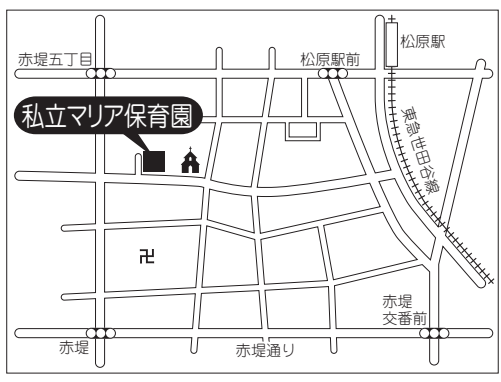 松原駅
赤堤五丁目
松原駅前
私立マリア保育園
東急世田谷線
卍
赤堤
交番前
赤堤
赤堤通り